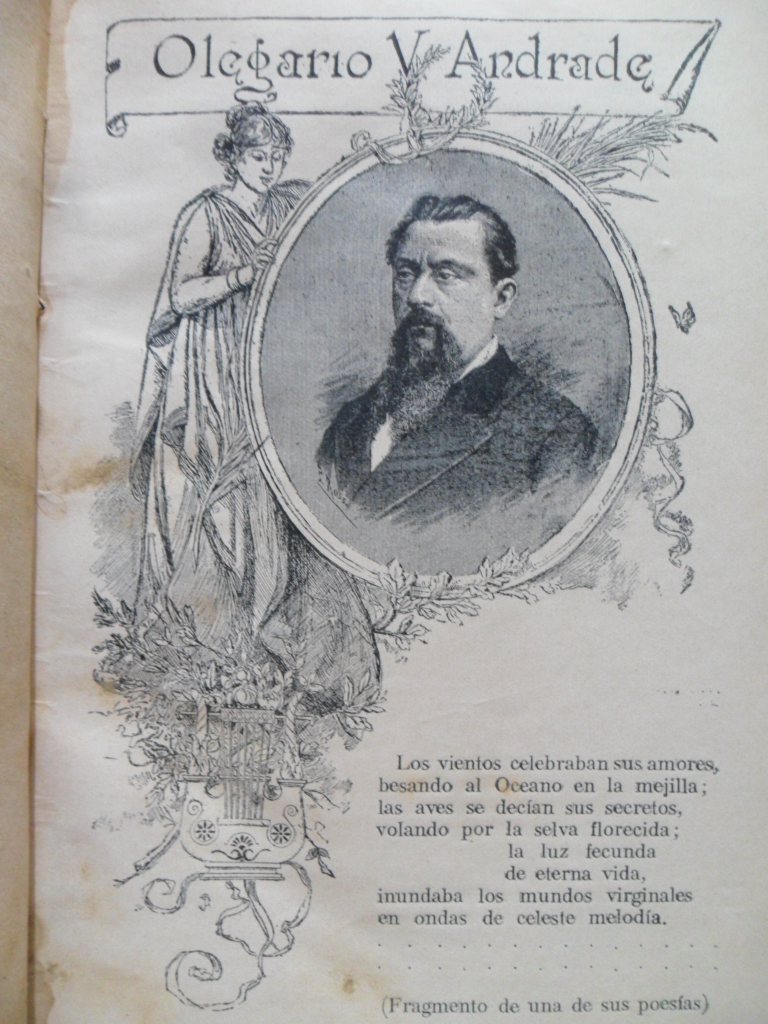 Olegario V Andrade
Los vientos celebraban sus amores,
besando al Oceano en la mejilla;
las aves se decían sus secretos,
volando por la selva florecida;
la luz fecunda
de eterna vida,
inundaba los mundos virginales
en ondas de celeste melodía.
. . . . . . . . . . . . . .
. . . . . . . . . . . . . .
(Fragmento de una de sus poesías)